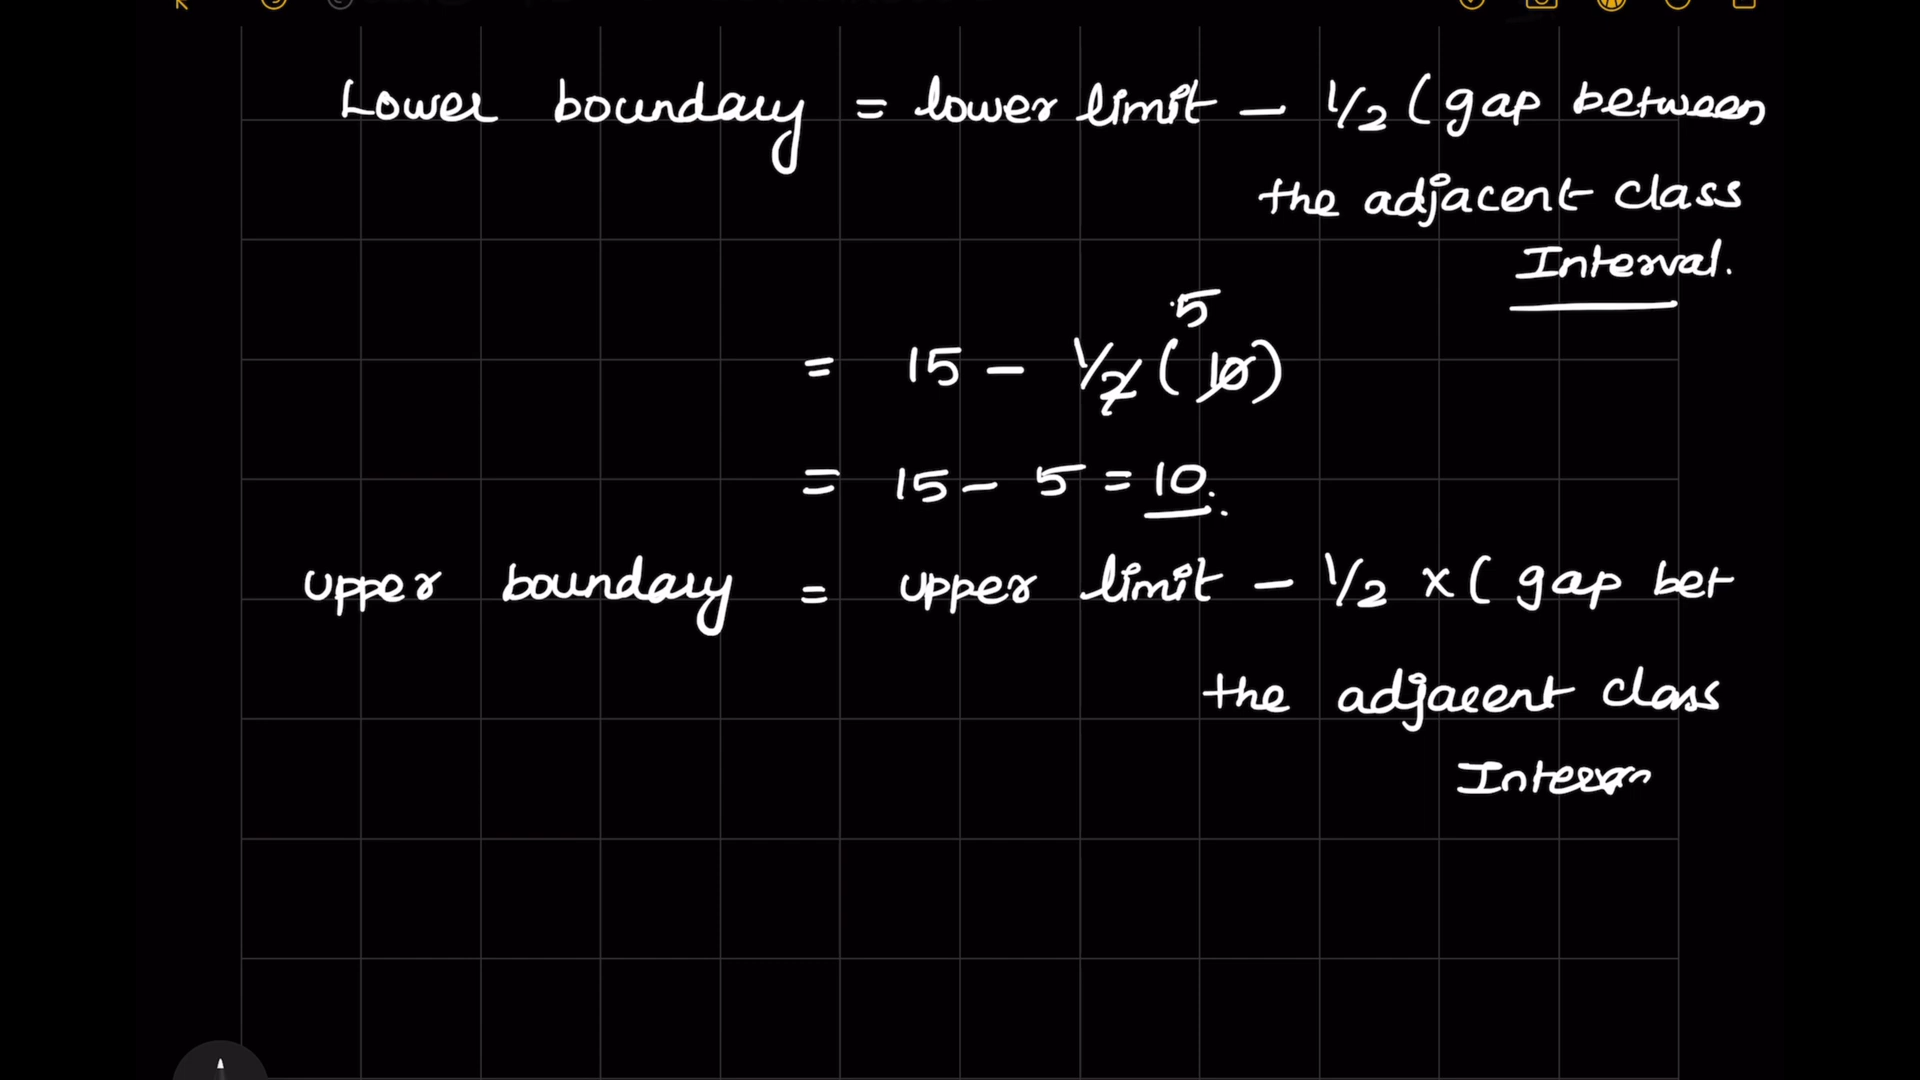 Lower boundary = lower limit - 1/2 (gap between
the adjacent class
Interval.
5
= 15 - 1/2 (10)
= 15 - 5 = 10.
upper boundary = upper limit - 1/2 x ( gap bet
the adjacent class